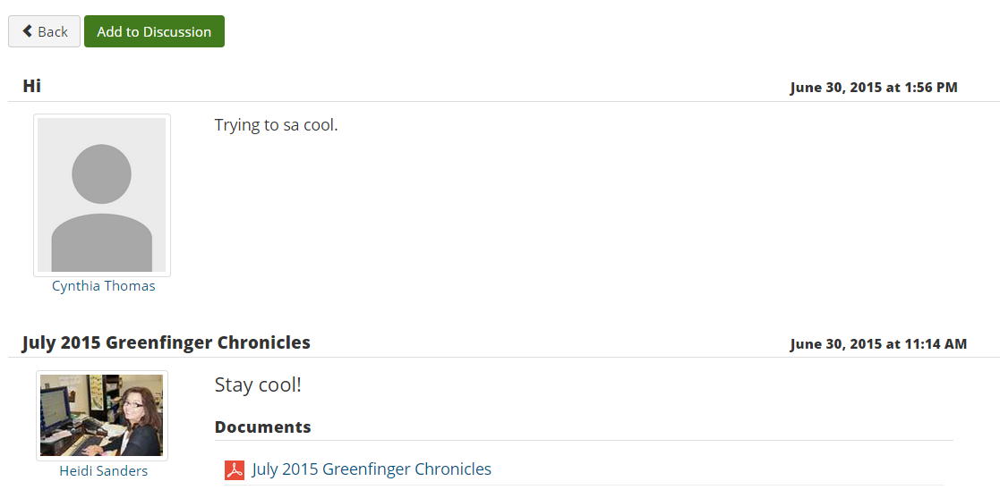 Back Add to Discussion
Hi June 30, 2015 at 1:56 PM
Trying to sa cool.
Cynthia Thomas
July 2015 Greenfinger Chronicles June 30, 2015 at 11:14 AM
Stay cool!
Documents
Heidi Sanders
July 2015 Greenfinger Chronicles